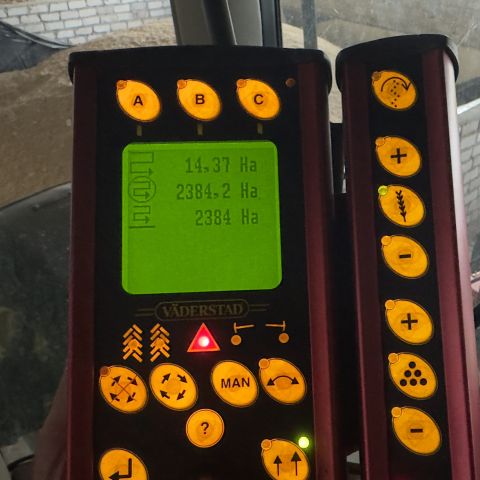 A B C
14,37 Ha
2384,2 Ha
2384 Ha
VÄDERSTAD
MAN
?